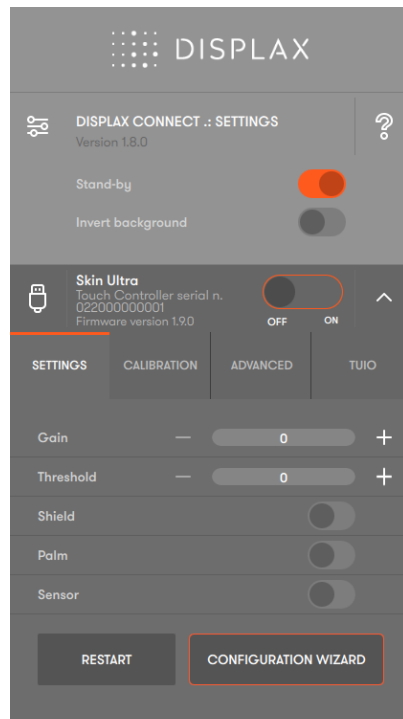 DISPLAX
DISPLAX CONNECT .: SETTINGS
Version 1.8.0
Stand-by
Invert background
Skin Ultra
Touch Controller serial n.
022000000001
Firmware version 1.9.0
OFF ON
SETTINGS CALIBRATION ADVANCED TUIO
Gain — 0 +
Threshold — 0 +
Shield
Palm
Sensor
RESTART CONFIGURATION WIZARD